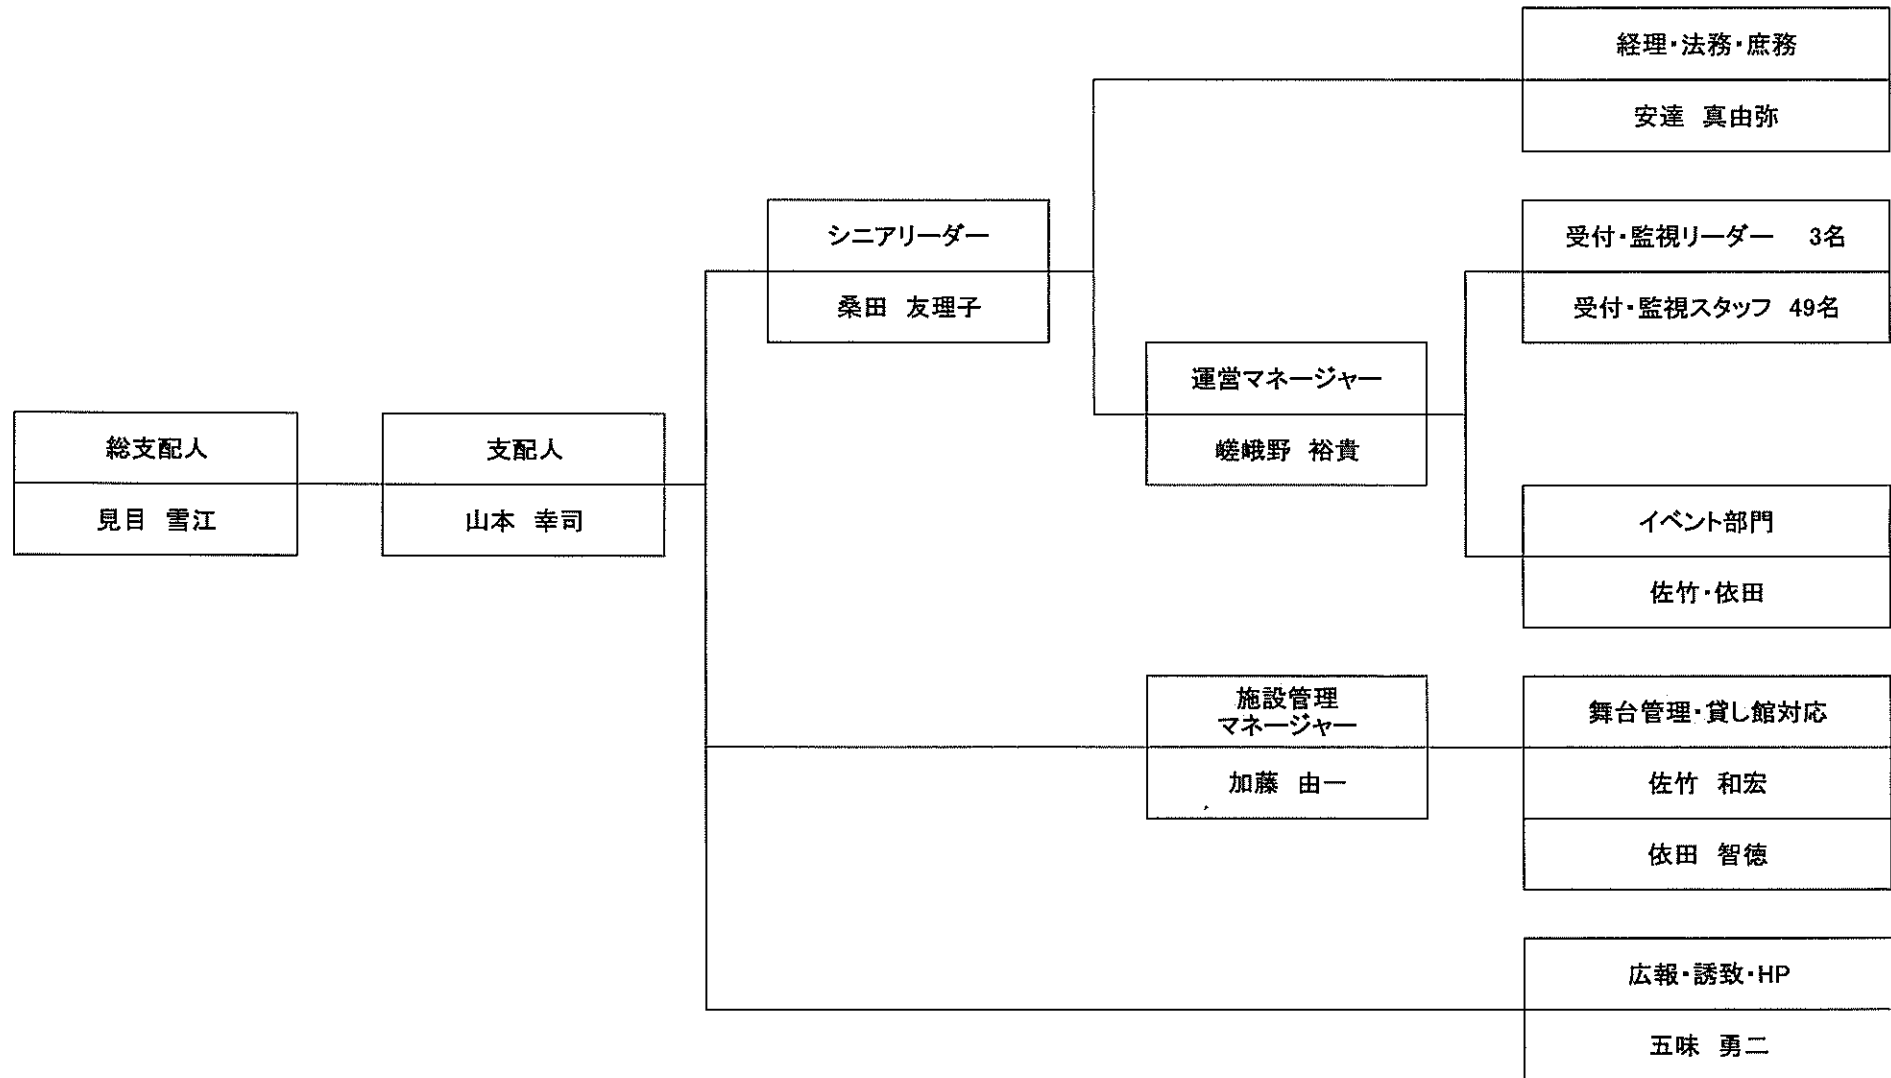 経理・法務・庶務
安達 真由弥
シニアリーダー
桑田 友理子
受付・監視リーダー 3名
受付・監視スタッフ 49名
運営マネージャー
嵯峨野 裕貴
総支配人
見目 雪江
支配人
山本 幸司
イベント部門
佐竹・依田
施設管理
マネージャー
加藤 由一
舞台管理・貸し館対応
佐竹 和宏
依田 智徳
広報・誘致・HP
五味 勇二